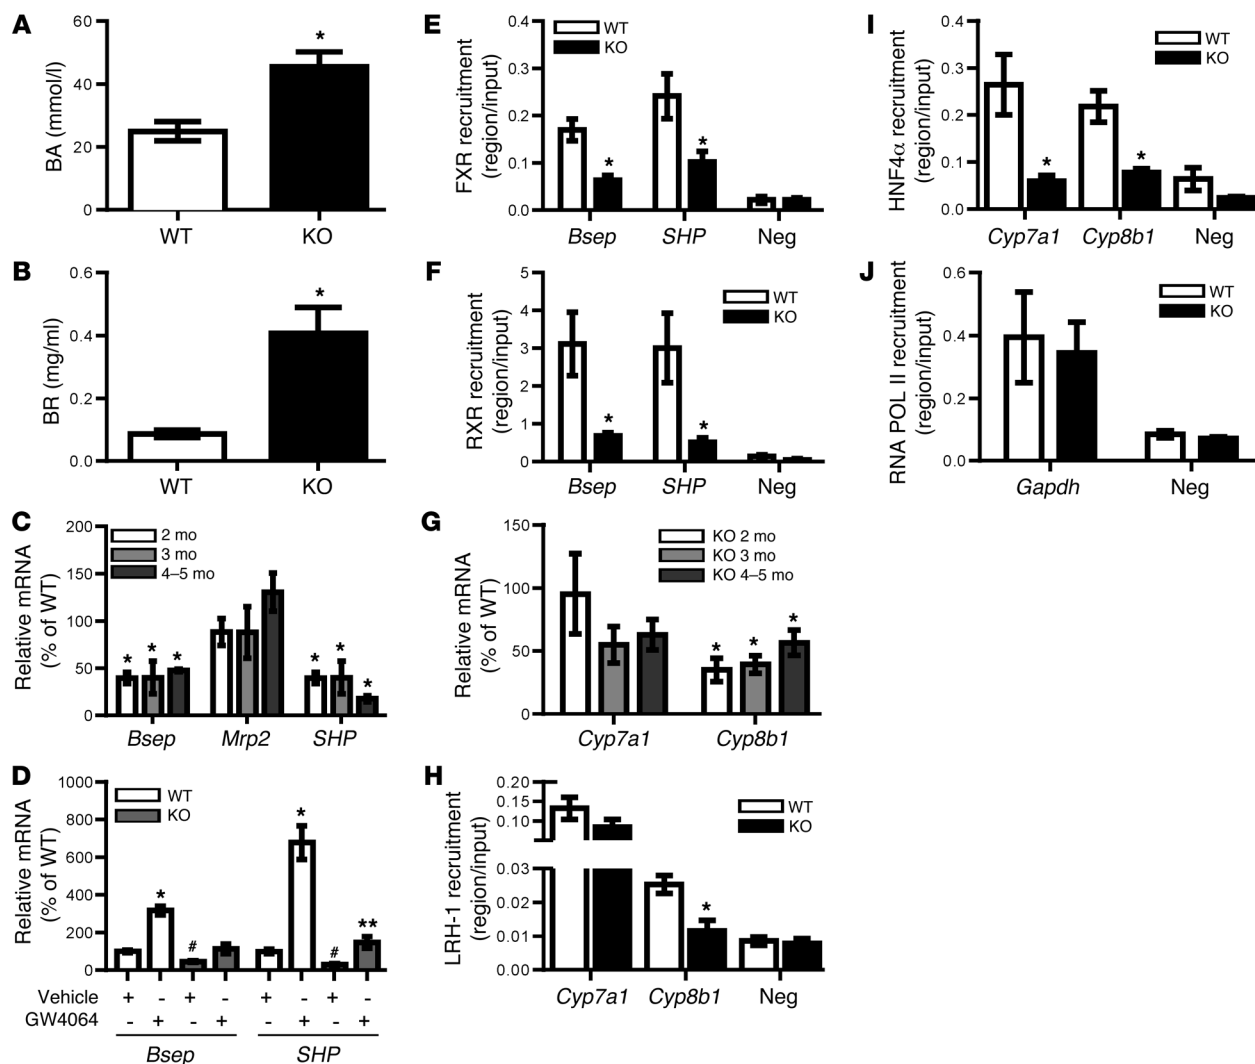 A
BA (mmol/l)
60
40
20
0
WT
KO
*
B
BR (mg/ml)
0.6
0.4
0.2
0.0
WT
KO
*
C
Relative mRNA
(% of WT)
200
150
100
50
0
2 mo
3 mo
4–5 mo
* * *
* * *
Bsep Mrp2 SHP
D
Relative mRNA
(% of WT)
1000
800
600
400
200
0
WT
KO
* # * # **
Vehicle + - + - + - + -
GW4064 - + - + - + - +
Bsep SHP
E
FXR recruitment
(region/input)
0.4
0.3
0.2
0.1
0.0
WT
KO
* *
Bsep SHP Neg
F
RXR recruitment
(region/input)
5
4
3
2
1
0
WT
KO
* *
Bsep SHP Neg
G
Relative mRNA
(% of WT)
150
100
50
0
KO 2 mo
KO 3 mo
KO 4–5 mo
* * *
Cyp7a1 Cyp8b1
H
LRH-1 recruitment
(region/input)
0.20
0.15
0.10
0.03
0.02
0.01
0.00
WT
KO
*
Cyp7a1 Cyp8b1 Neg
I
HNF4α recruitment
(region/input)
0.4
0.3
0.2
0.1
0.0
WT
KO
* *
Cyp7a1 Cyp8b1 Neg
J
RNA POL II recruitment
(region/input)
0.6
0.4
0.2
0.0
WT
KO
Gapdh Neg